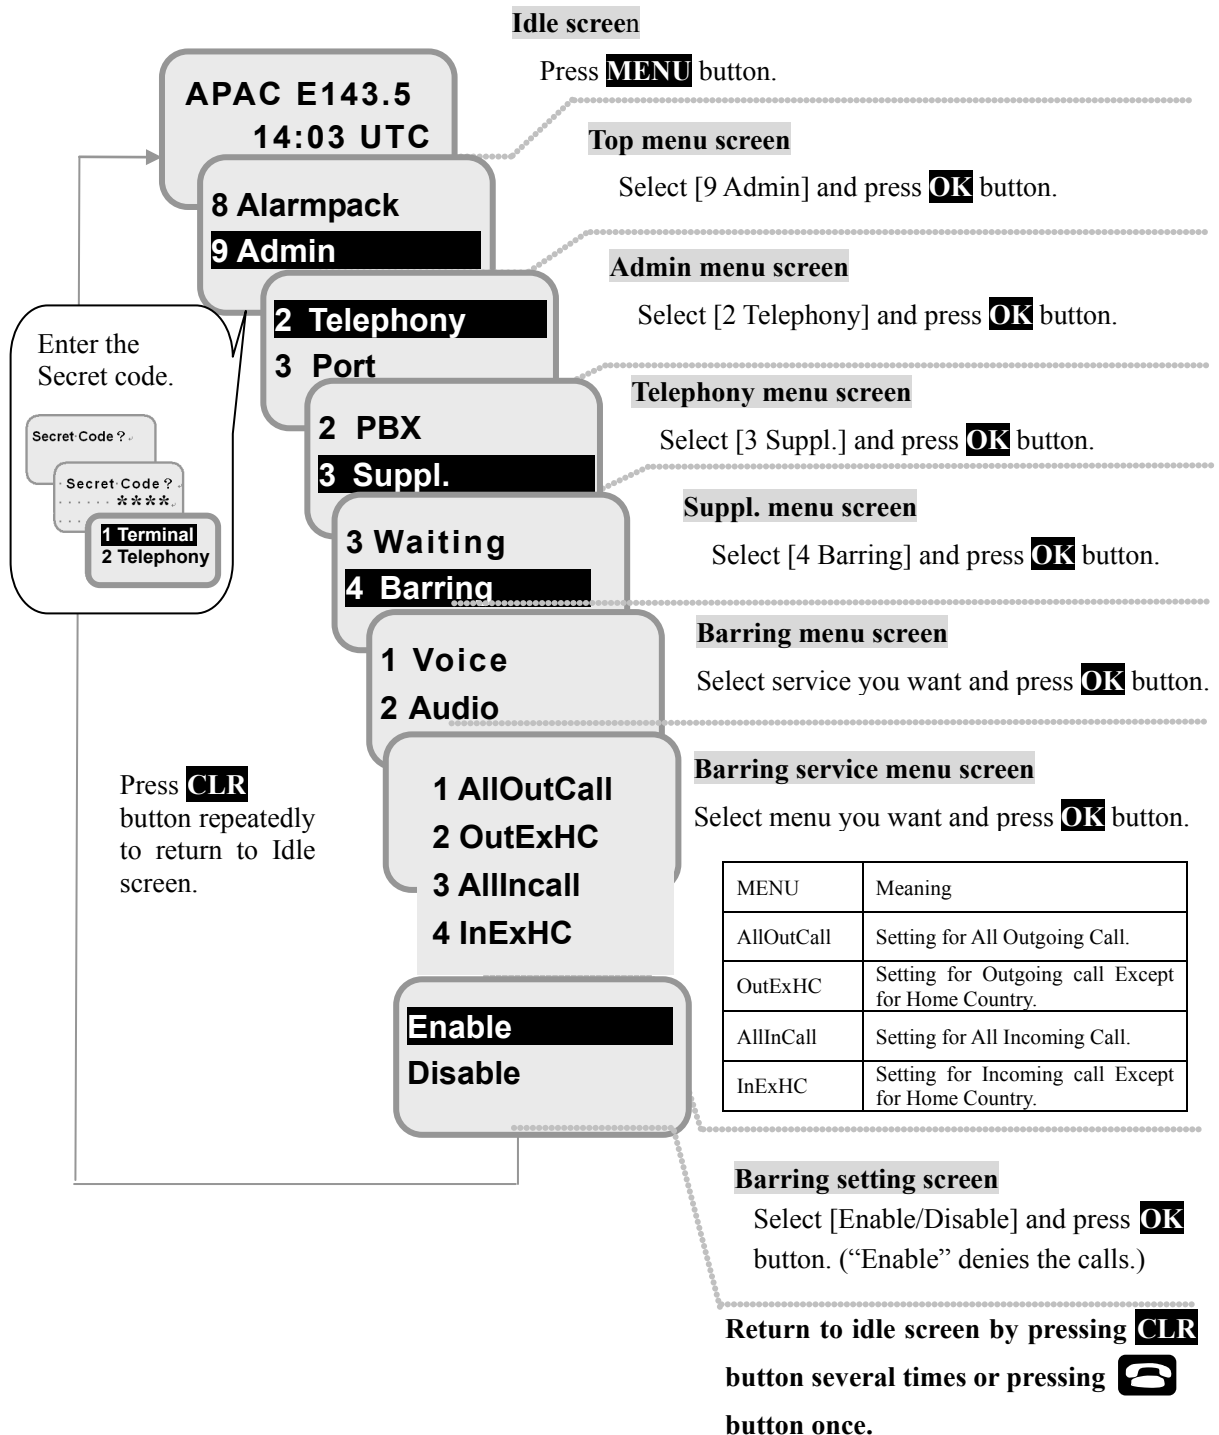 Idle screen
Press MENU button.
APAC E143.5
14:03 UTC
Top menu screen
Select [9 Admin] and press OK button.
8 Alarmpack
9 Admin
Admin menu screen
Select [2 Telephony] and press OK button.
2 Telephony
3 Port
Enter the
Secret code.
Secret Code ?
Secret Code ?
****
1 Terminal
2 Telephony
Telephony menu screen
Select [3 Suppl.] and press OK button.
2 PBX
3 Suppl.
Suppl. menu screen
Select [4 Barring] and press OK button.
3 Waiting
4 Barring
Barring menu screen
Select service you want and press OK button.
1 Voice
2 Audio
Barring service menu screen
Select menu you want and press OK button.
1 AllOutCall
2 OutExHC
3 AllIncall
4 InExHC
Press CLR
button repeatedly
to return to Idle
screen.
MENU Meaning
AllOutCall Setting for All Outgoing Call.
OutExHC Setting for Outgoing call Except
for Home Country.
AllInCall Setting for All Incoming Call.
InExHC Setting for Incoming call Except
for Home Country.
Enable
Disable
Barring setting screen
Select [Enable/Disable] and press OK
button. (“Enable” denies the calls.)
Return to idle screen by pressing CLR
button several times or pressing
button once.